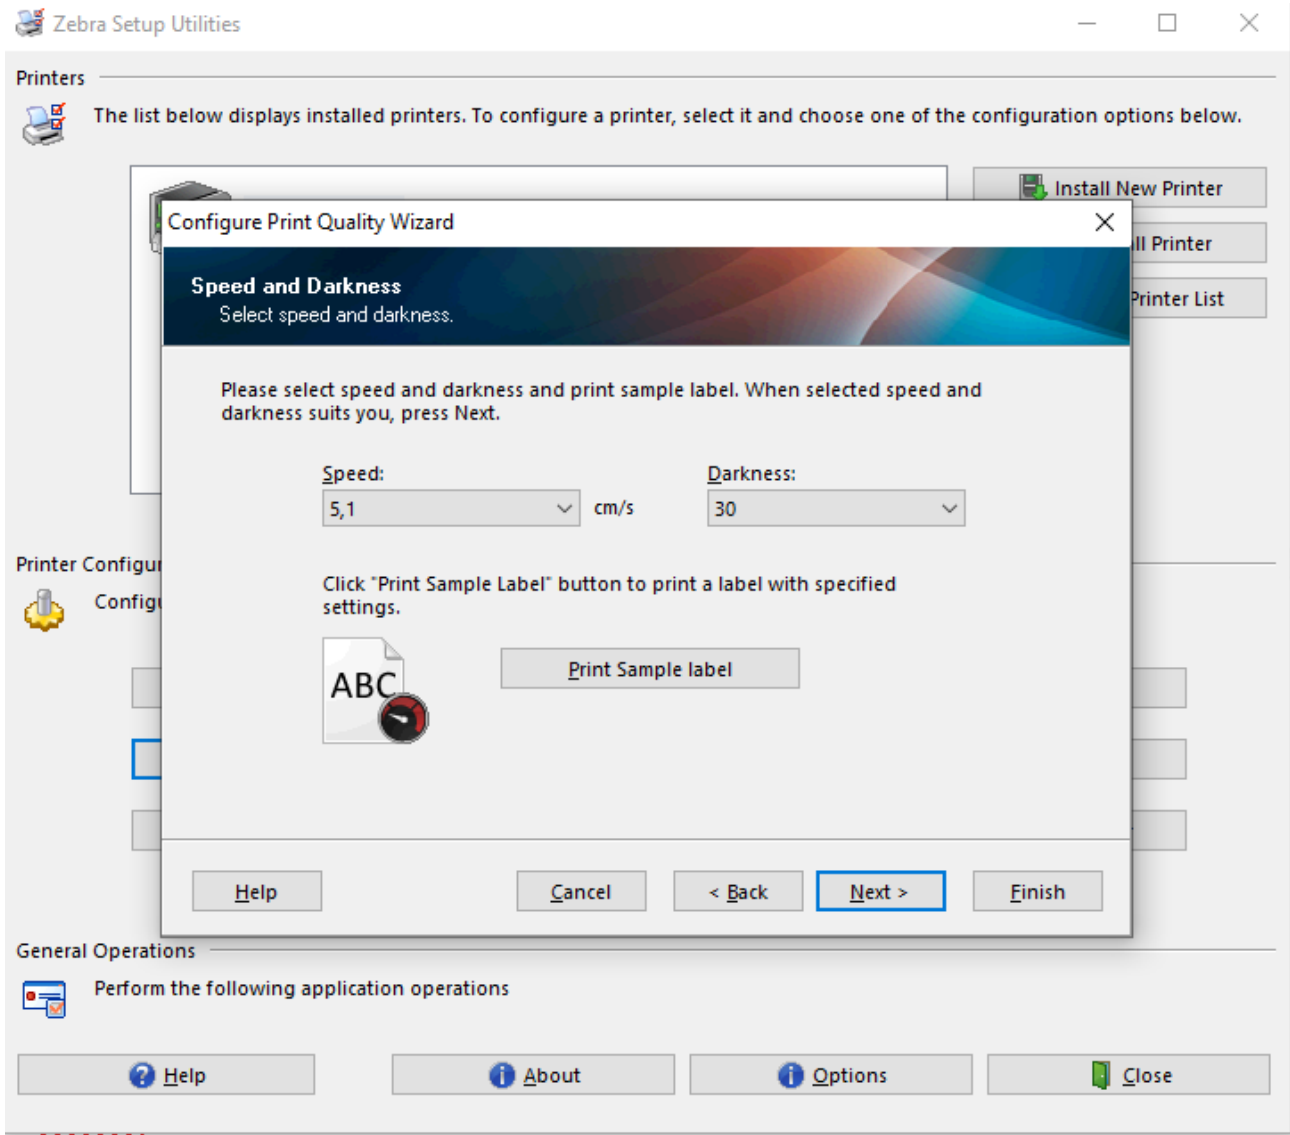 Zebra Setup Utilities
Printers
The list below displays installed printers. To configure a printer, select it and choose one of the configuration options below.
Install New Printer
Configure Print Quality Wizard
Printer
Speed and Darkness
Printer List
Select speed and darkness.
Please select speed and darkness and print sample label. When selected speed and
darkness suits you, press Next.
Speed:
Darkness:
5,1
cm/s
30
Printer
Click "Print Sample Label" button to print a label with specified
settings.
ABC
Print Sample label
Help
Cancel
< Back
Next >
Finish
General Operations
Perform the following application operations
Help
About
Options
Close